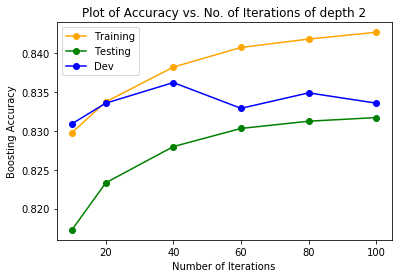 Plot of Accuracy vs. No. of Iterations of depth 2
Training
Testing
Dev
Boosting Accuracy
0.840
0.835
0.830
0.825
0.820
20 40 60 80 100
Number of Iterations